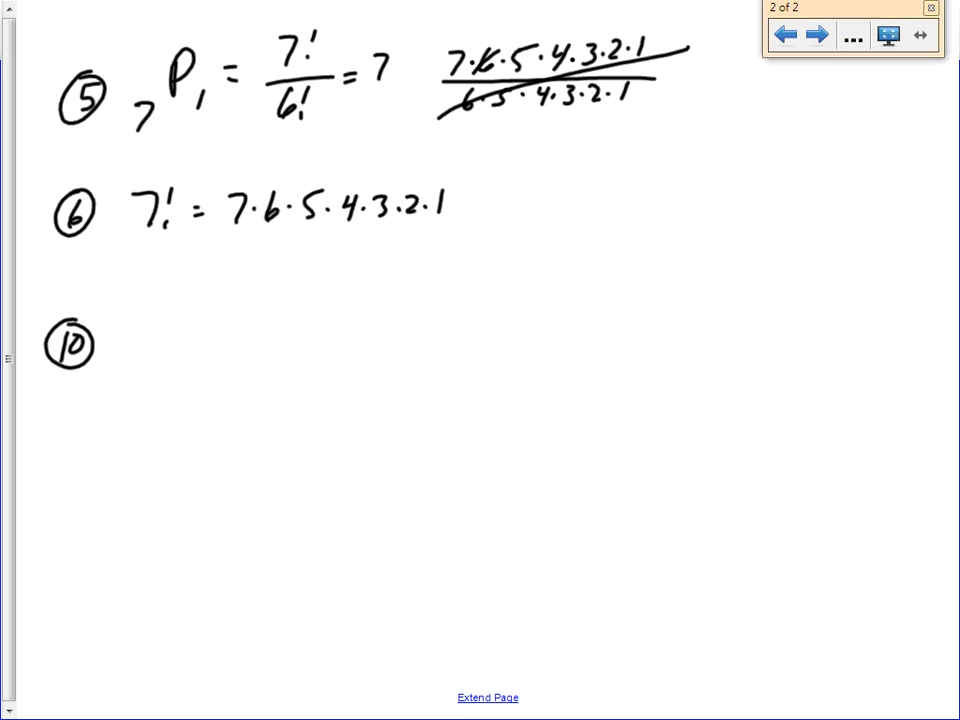 2 of 2
...
⑤ ₇P₁ = 7!/6! = 7 7·6·5·4·3·2·1/6·5·4·3·2·1
⑥ 7! = 7·6·5·4·3·2·1
⑩
Extend Page